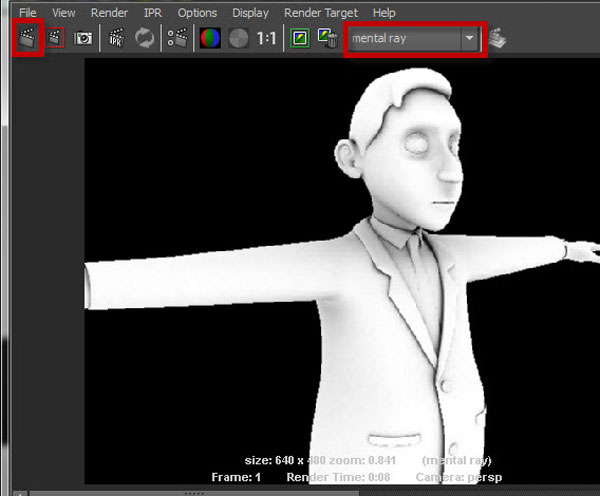 File View Render IPR Options Display Render Target Help
IPR 1:1 mental ray
size: 640 x 480 zoom: 0.841 (mental ray)
Frame: 1 Render Time: 0:08 Camera: persp